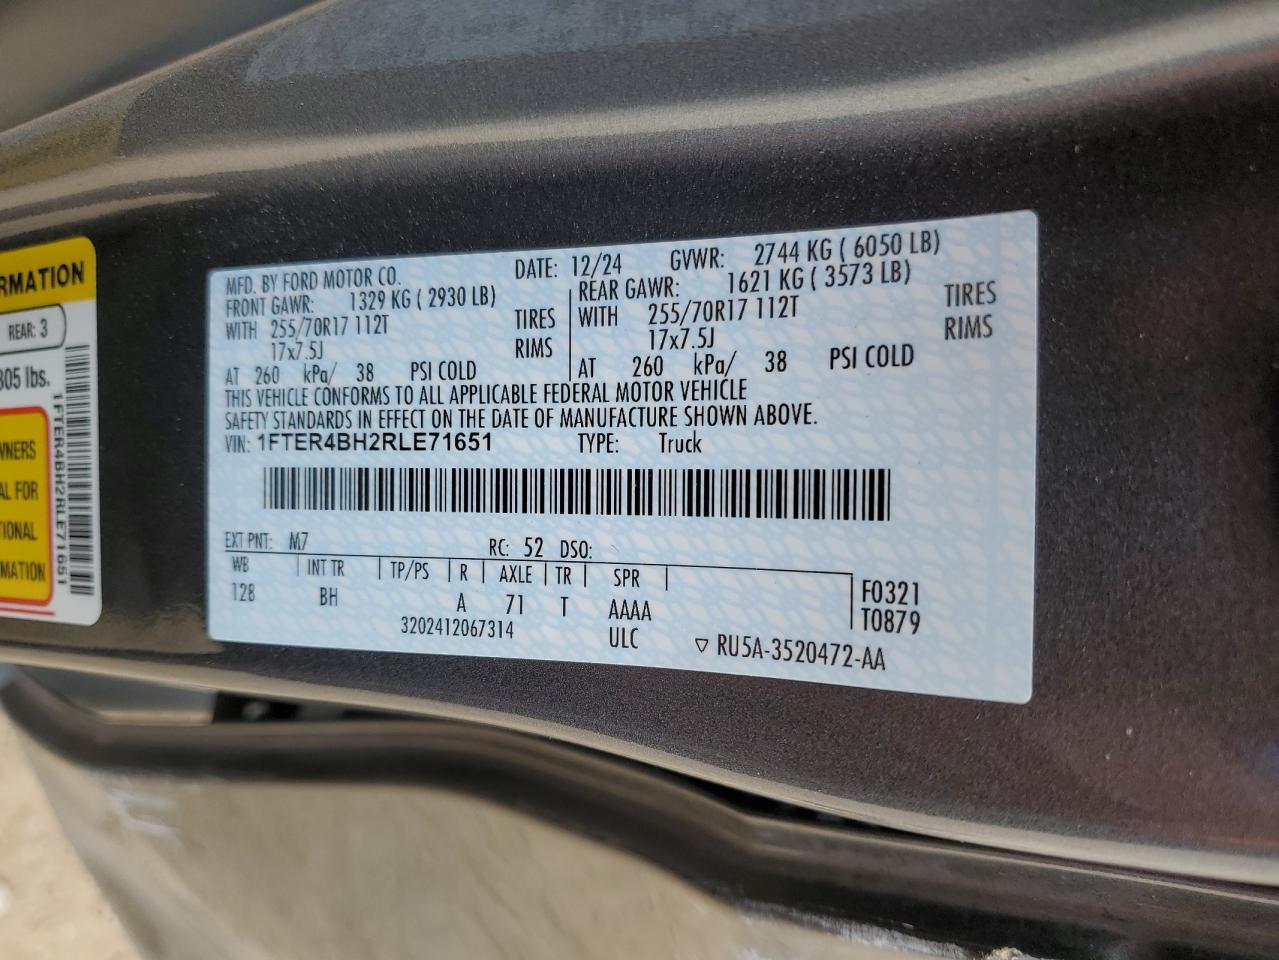 RMATION
REAR: 3
805 lbs.
WNERS
AL FOR
TIONAL
MATION
1FTER4BH2RLE71651
MFD. BY FORD MOTOR CO. DATE: 12/24 GVWR: 2744 KG ( 6050 LB)
FRONT GAWR: 1329 KG ( 2930 LB) REAR GAWR: 1621 KG ( 3573 LB)
WITH 255/70R17 112T TIRES WITH 255/70R17 112T TIRES
17x7.5J RIMS 17x7.5J RIMS
AT 260 kPa/ 38 PSI COLD AT 260 kPa/ 38 PSI COLD
THIS VEHICLE CONFORMS TO ALL APPLICABLE FEDERAL MOTOR VEHICLE
SAFETY STANDARDS IN EFFECT ON THE DATE OF MANUFACTURE SHOWN ABOVE.
VIN: 1FTER4BH2RLE71651 TYPE: Truck
EXT PNT: M7 RC: 52 DSO:
WB INT TR TP/PS R AXLE TR SPR
128 BH A 71 T AAAA F0321
3202412067314 ULC T0879
▽ RU5A-3520472-AA